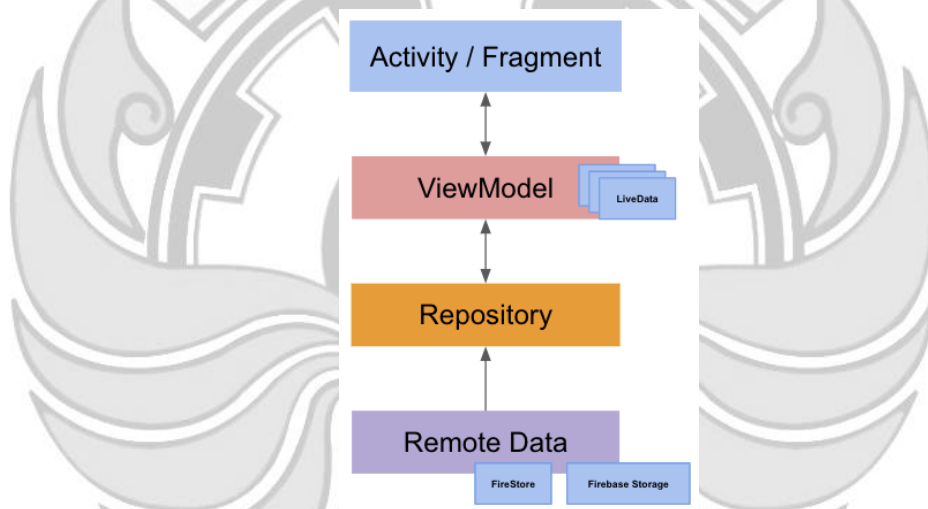 Activity / Fragment
ViewModel
LiveData
Repository
Remote Data
FireStore
Firebase Storage